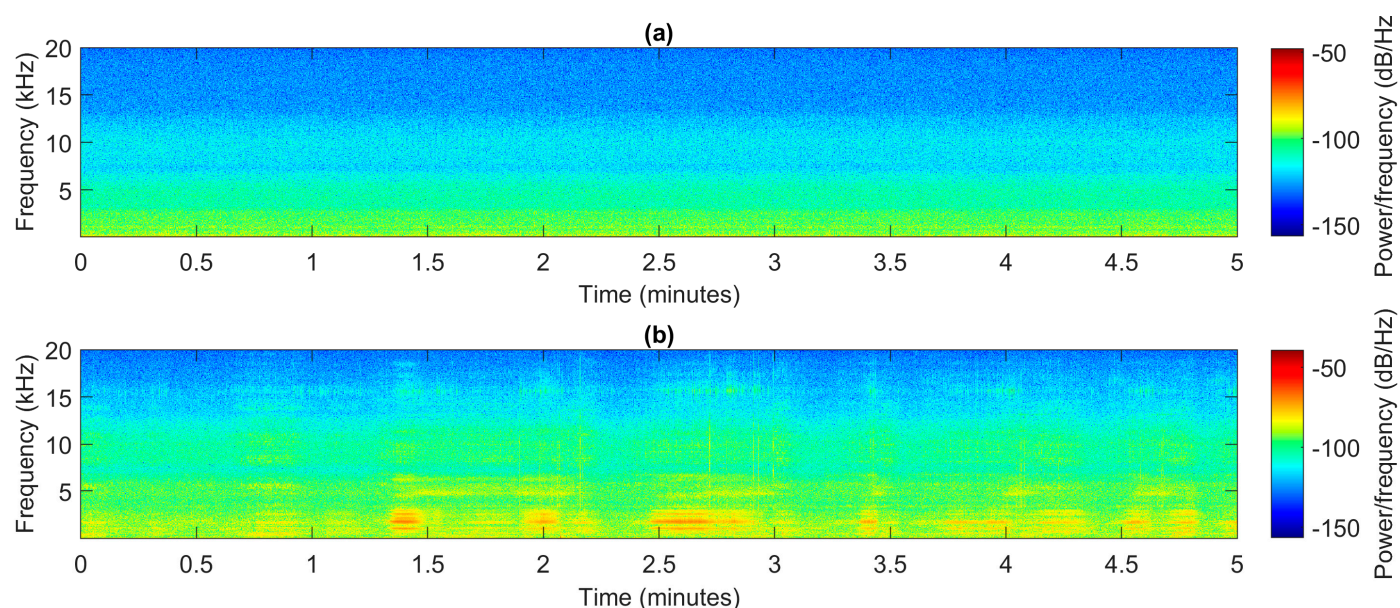 (a)
20
15
10
5
Frequency (kHz)
0 0.5 1 1.5 2 2.5 3 3.5 4 4.5 5
Time (minutes)
-50
-100
-150
Power/frequency (dB/Hz
(b)
20
15
10
5
Frequency (kHz)
0 0.5 1 1.5 2 2.5 3 3.5 4 4.5 5
Time (minutes)
-50
-100
-150
Power/frequency (dB/Hz)